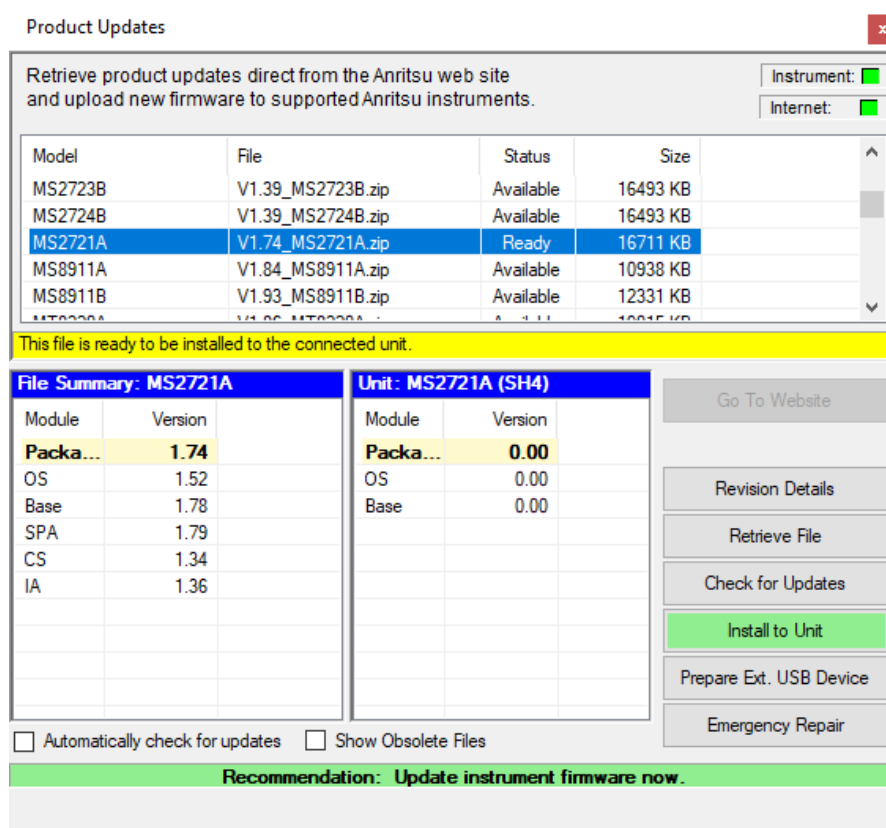 Product Updates
x
Retrieve product updates direct from the Anritsu web site
and upload new firmware to supported Anritsu instruments.
Instrument:
Internet:
Model File Status Size
MS2723B V1.39_MS2723B.zip Available 16493 KB
MS2724B V1.39_MS2724B.zip Available 16493 KB
MS2721A V1.74_MS2721A.zip Ready 16711 KB
MS8911A V1.84_MS8911A.zip Available 10938 KB
MS8911B V1.93_MS8911B.zip Available 12331 KB
This file is ready to be installed to the connected unit.
File Summary: MS2721A
Module Version
Packa... 1.74
OS 1.52
Base 1.78
SPA 1.79
CS 1.34
IA 1.36
Unit: MS2721A (SH4)
Module Version
Packa... 0.00
OS 0.00
Base 0.00
Go To Website
Revision Details
Retrieve File
Check for Updates
Install to Unit
Prepare Ext. USB Device
Emergency Repair
Automatically check for updates
Show Obsolete Files
Recommendation: Update instrument firmware now.